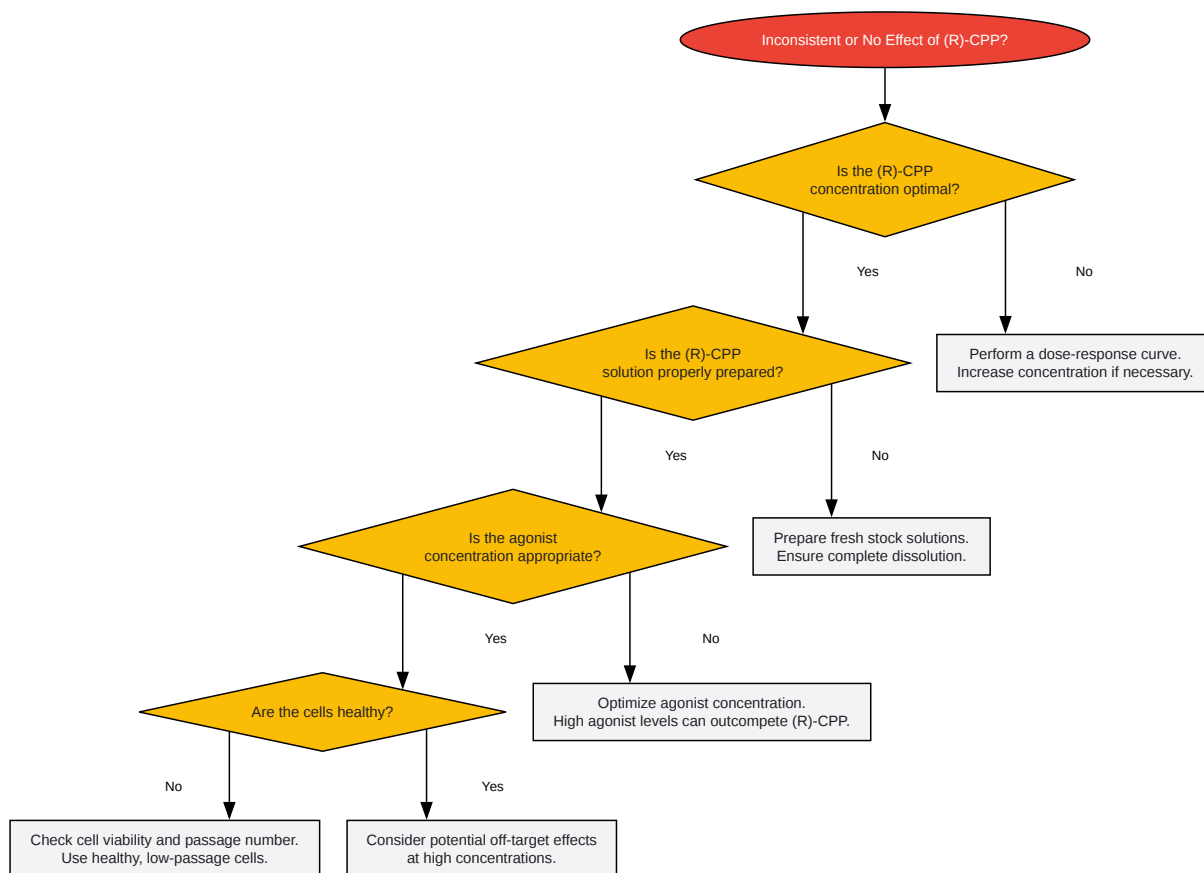 Inconsistent or No Effect of (R)-CPP?
Is the (R)-CPP
concentration optimal?
Yes
No
Is the (R)-CPP
solution properly prepared?
Perform a dose-response curve.
Increase concentration if necessary.
Yes
No
Is the agonist
concentration appropriate?
Prepare fresh stock solutions.
Ensure complete dissolution.
Yes
No
Are the cells healthy?
Optimize agonist concentration.
High agonist levels can outcompete (R)-CPP.
No
Yes
Check cell viability and passage number.
Use healthy, low-passage cells.
Consider potential off-target effects
at high concentrations.